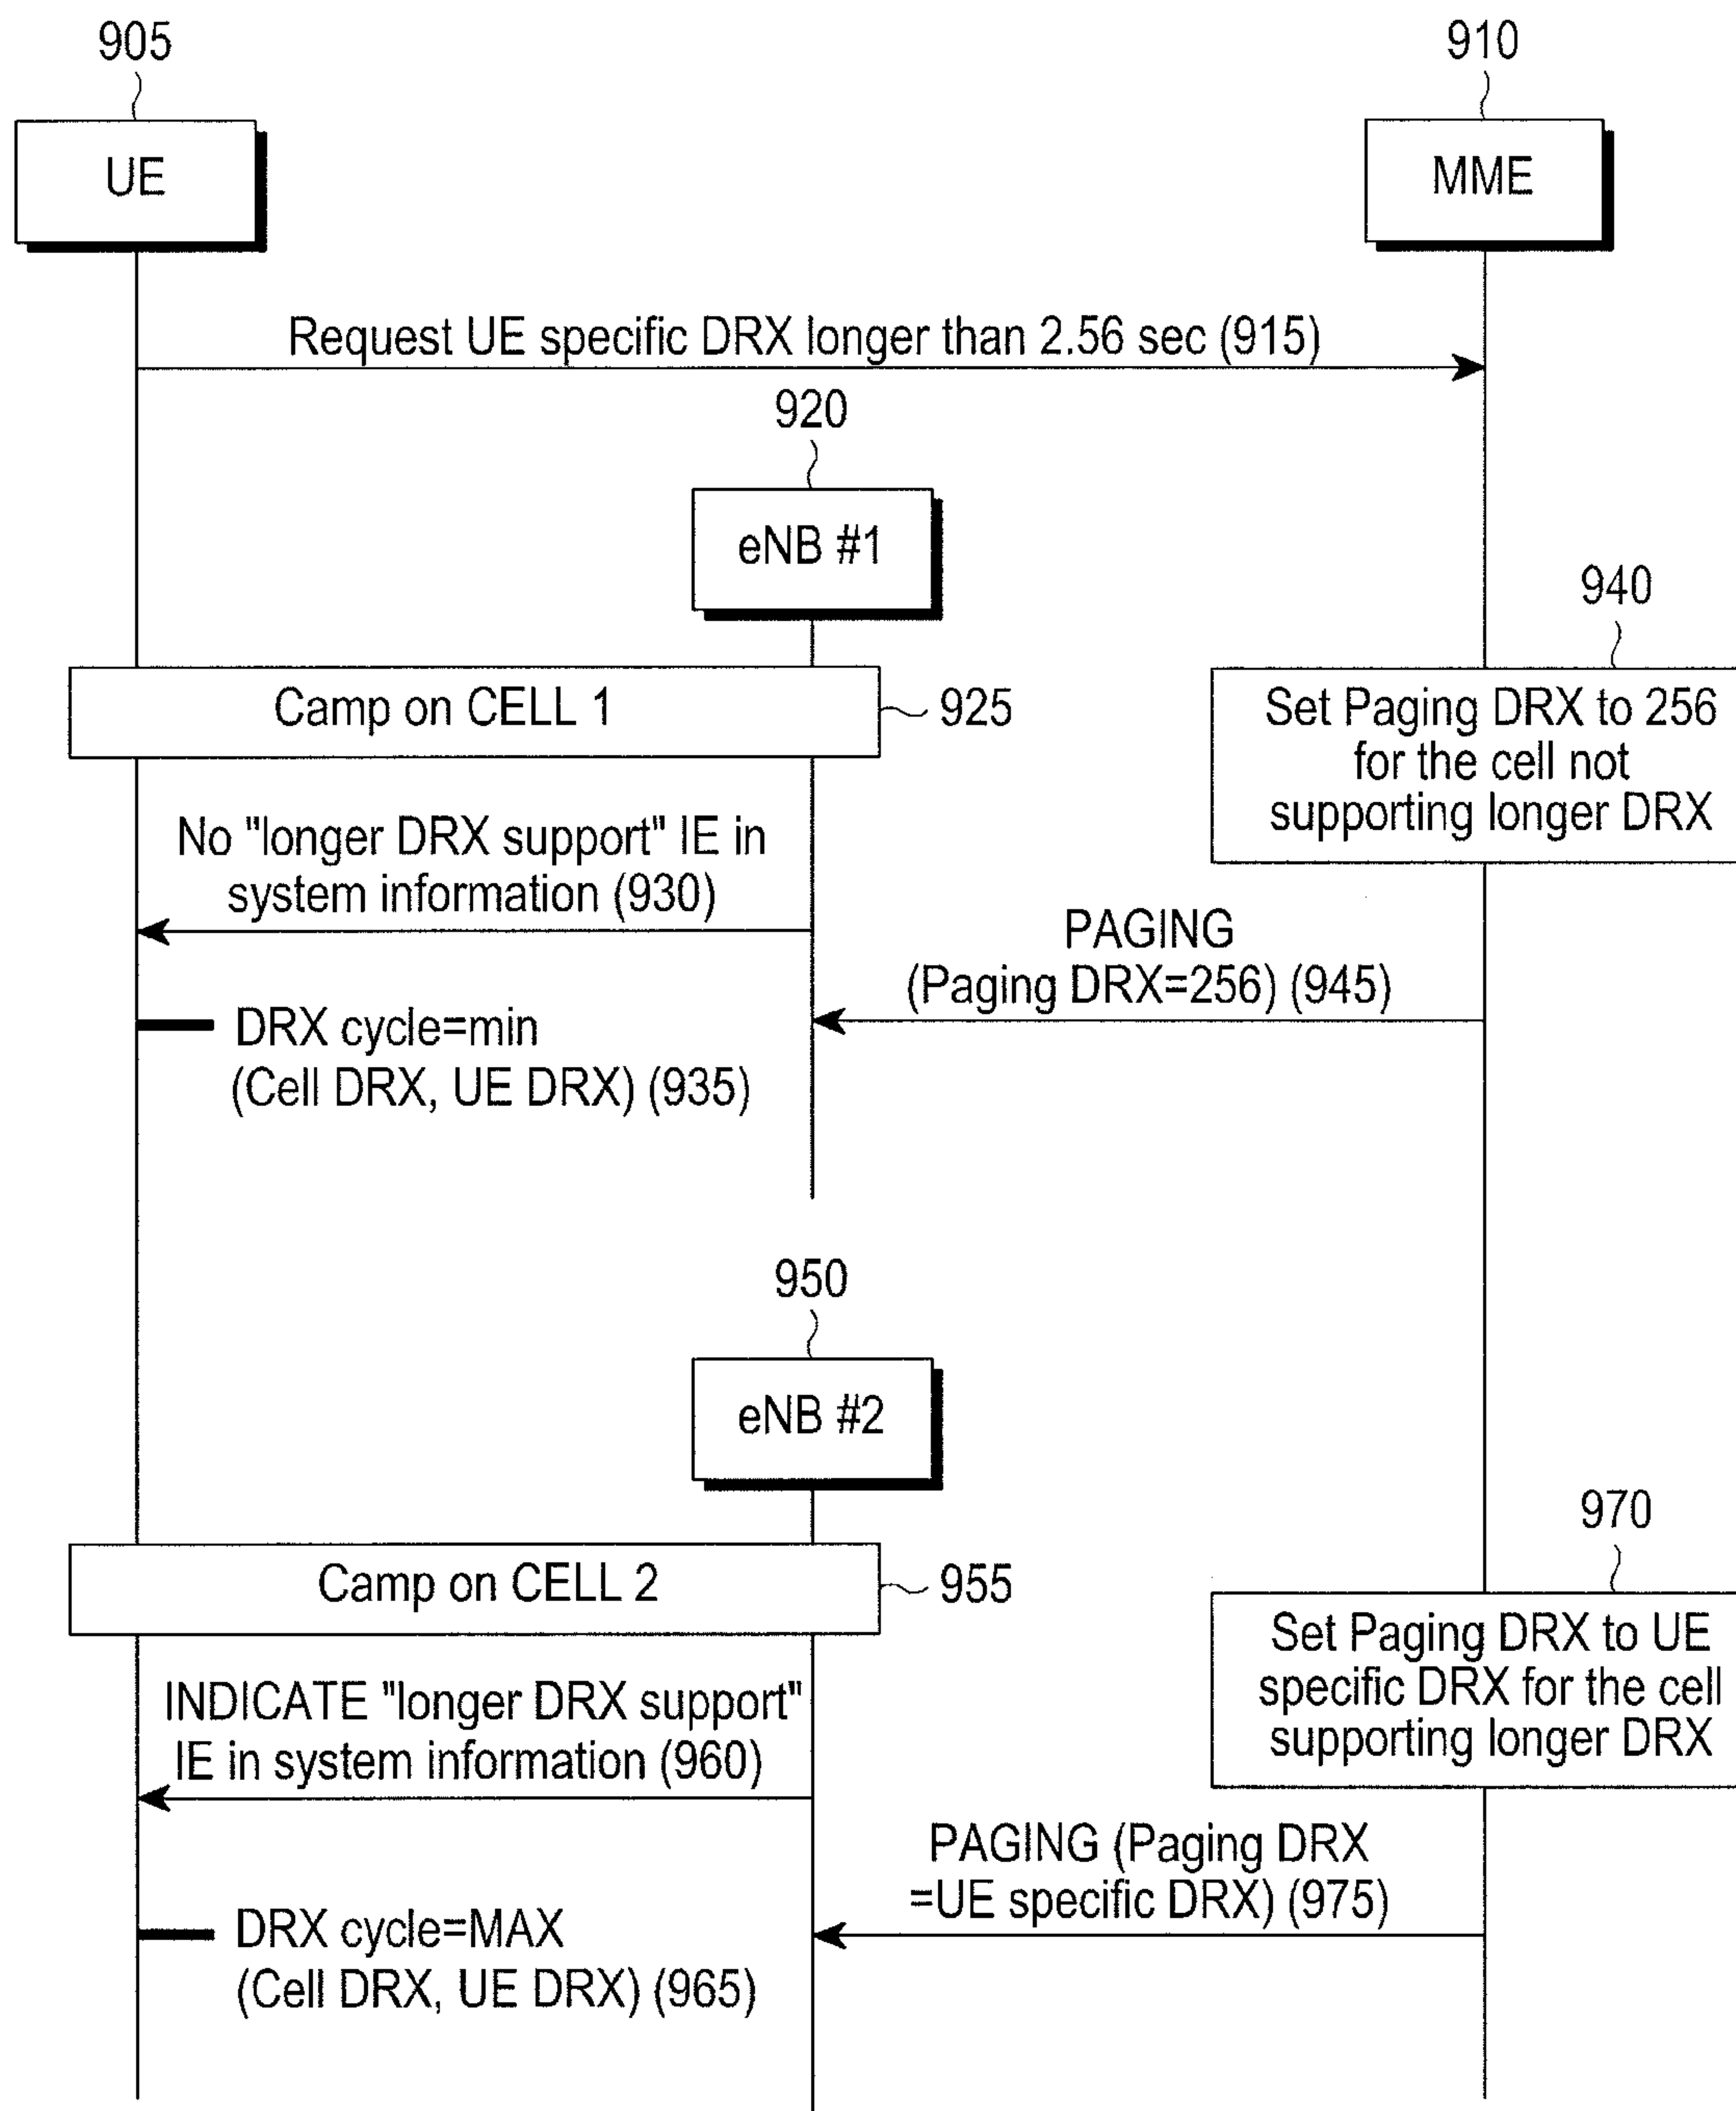 905
910
UE
MME
Request UE specific DRX longer than 2.56 sec (915)
920
eNB #1
940
Camp on CELL 1
925
Set Paging DRX to 256
for the cell not
supporting longer DRX
No "longer DRX support" IE in
system information (930)
PAGING
(Paging DRX=256) (945)
DRX cycle=min
(Cell DRX, UE DRX) (935)
950
eNB #2
970
Camp on CELL 2
955
Set Paging DRX to UE
specific DRX for the cell
supporting longer DRX
INDICATE "longer DRX support"
IE in system information (960)
PAGING (Paging DRX
=UE specific DRX) (975)
DRX cycle=MAX
(Cell DRX, UE DRX) (965)